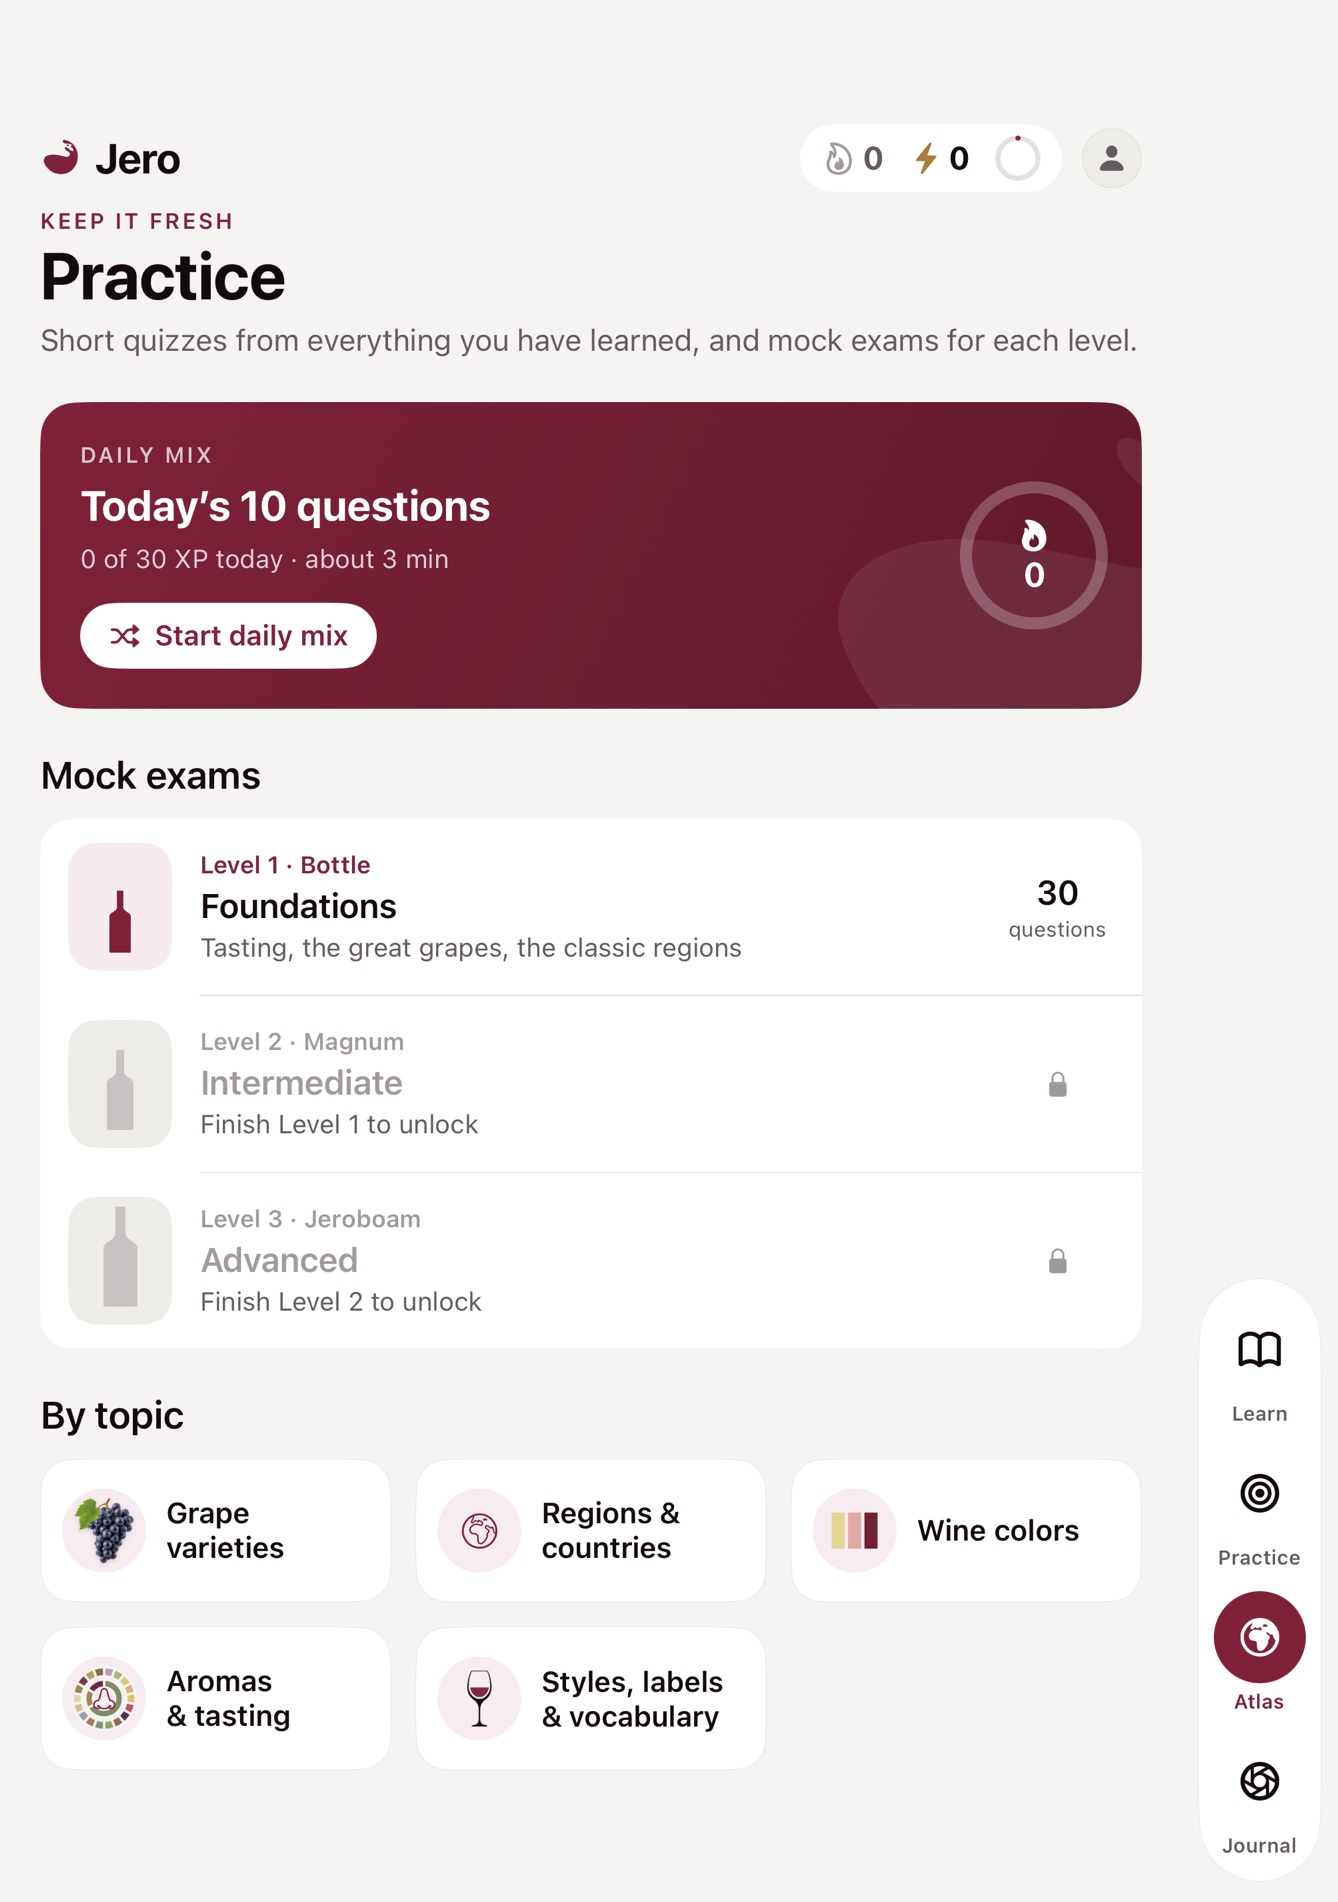 Jero
0 0
KEEP IT FRESH
Practice
Short quizzes from everything you have learned, and mock exams for each level.
DAILY MIX
Today’s 10 questions
0 of 30 XP today · about 3 min
0
Start daily mix
Mock exams
Level 1 · Bottle
Foundations
Tasting, the great grapes, the classic regions
30
questions
Level 2 · Magnum
Intermediate
Finish Level 1 to unlock
Level 3 · Jeroboam
Advanced
Finish Level 2 to unlock
By topic
Grape
varieties
Regions &
countries
Wine colors
Aromas
& tasting
Styles, labels
& vocabulary
Learn
Practice
Atlas
Journal